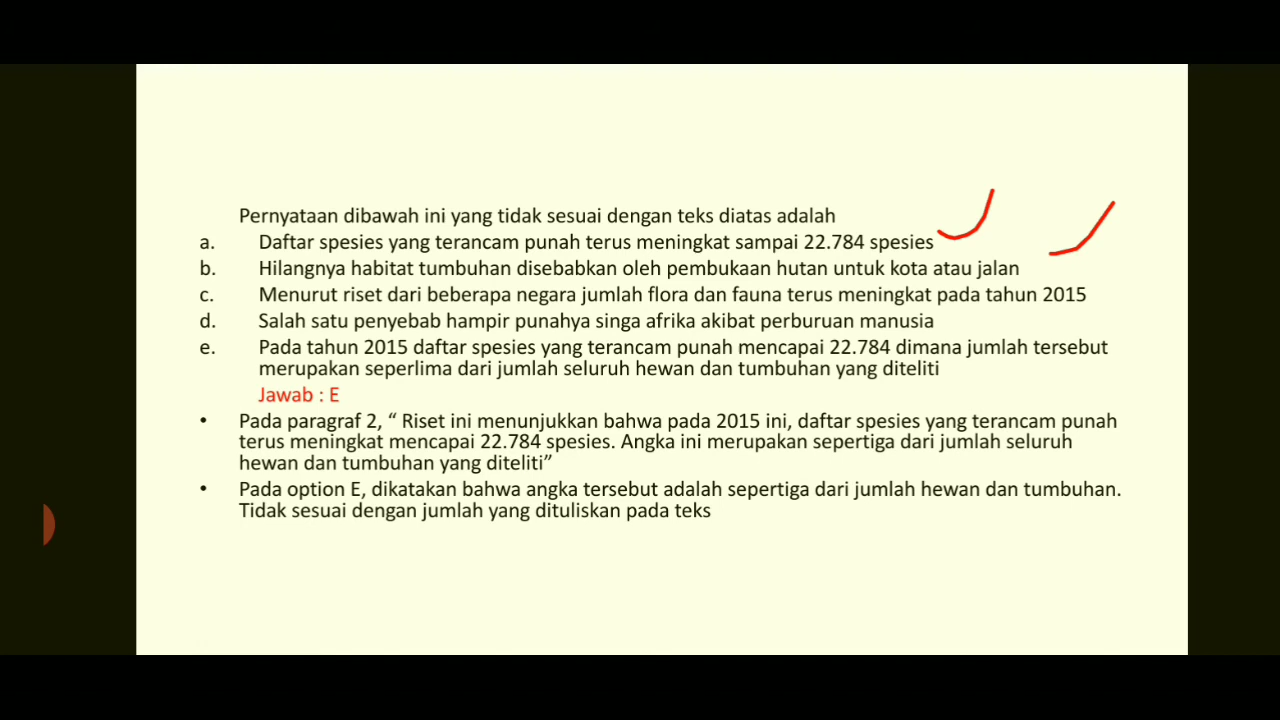 Pernyataan dibawah ini yang tidak sesuai dengan teks diatas adalah
a. Daftar spesies yang terancam punah terus meningkat sampai 22.784 spesies
b. Hilangnya habitat tumbuhan disebabkan oleh pembukaan hutan untuk kota atau jalan
c. Menurut riset dari beberapa negara jumlah flora dan fauna terus meningkat pada tahun 2015
d. Salah satu penyebab hampir punahya singa afrika akibat perburuan manusia
e. Pada tahun 2015 daftar spesies yang terancam punah mencapai 22.784 dimana jumlah tersebut
merupakan seperlima dari jumlah seluruh hewan dan tumbuhan yang diteliti
Jawab : E
• Pada paragraf 2, “ Riset ini menunjukkan bahwa pada 2015 ini, daftar spesies yang terancam punah
terus meningkat mencapai 22.784 spesies. Angka ini merupakan sepertiga dari jumlah seluruh
hewan dan tumbuhan yang diteliti”
• Pada option E, dikatakan bahwa angka tersebut adalah sepertiga dari jumlah hewan dan tumbuhan.
Tidak sesuai dengan jumlah yang dituliskan pada teks